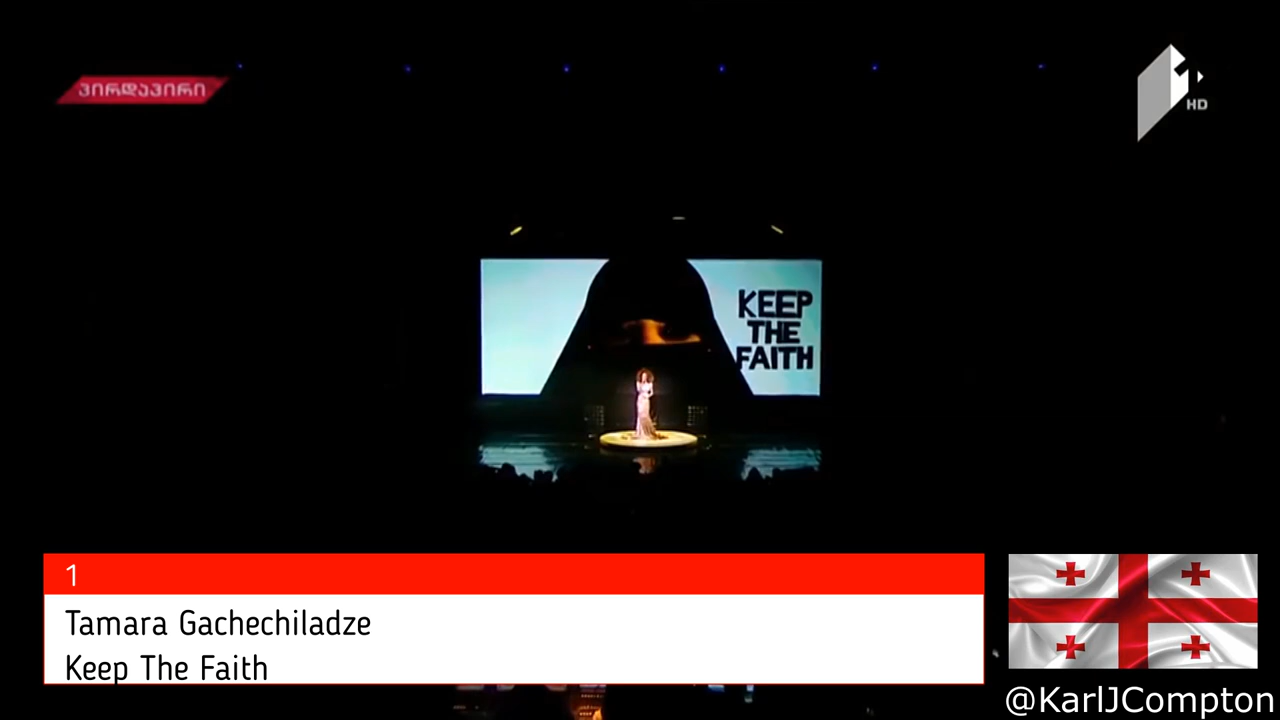 პირდაპირი
HD
KEEP
THE
FAITH
1
Tamara Gachechiladze
Keep The Faith
@KarlJCompton